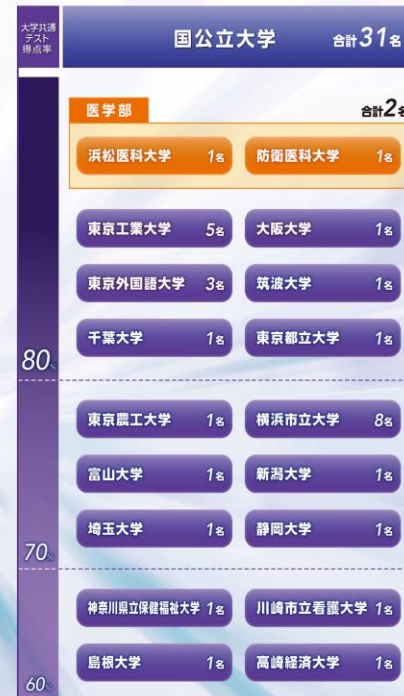 大学共通
テスト
得点率
国公立大学 合計31名
医学部 合計2名
浜松医科大学 1名 防衛医科大学 1名
東京工業大学 5名 大阪大学 1名
東京外国語大学 3名 筑波大学 1名
千葉大学 1名 東京都立大学 1名
80%
東京農工大学 1名 横浜市立大学 8名
富山大学 1名 新潟大学 1名
埼玉大学 1名 静岡大学 1名
70%
神奈川県立保健福祉大学 1名 川崎市立看護大学 1名
島根大学 1名 高崎経済大学 1名
60%